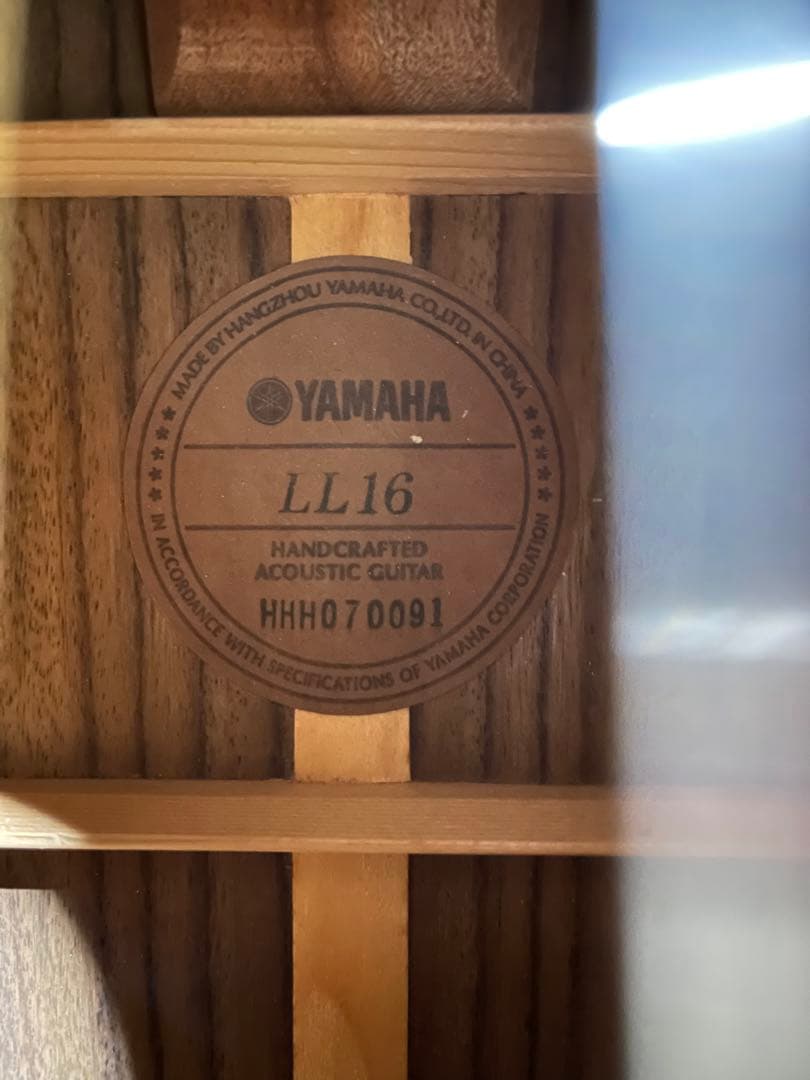 ★★★★★ MADE BY HANGZHOU YAMAHA CO.,LTD. IN CHINA ★★★★★
YAMAHA
LL16
HANDCRAFTED
ACOUSTIC GUITAR
HHH070091
IN ACCORDANCE WITH SPECIFICATIONS OF YAMAHA CORPORATION